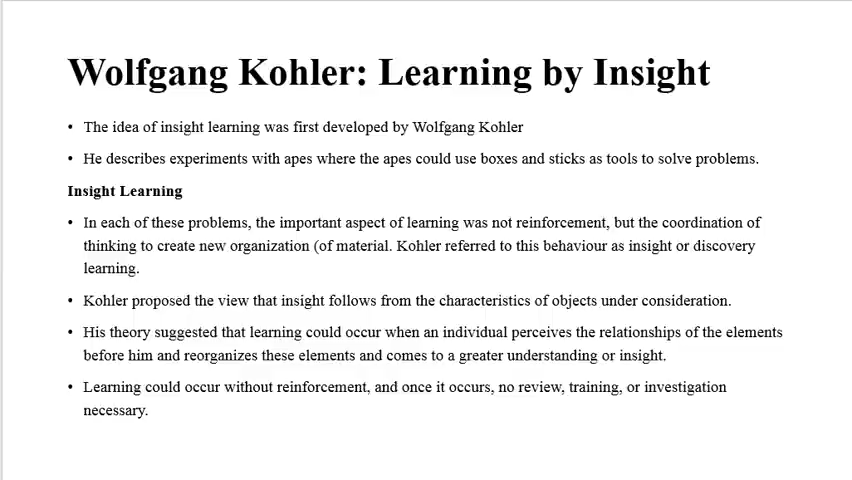 Wolfgang Kohler: Learning by Insight
• The idea of insight learning was first developed by Wolfgang Kohler
• He describes experiments with apes where the apes could use boxes and sticks as tools to solve problems.
Insight Learning
• In each of these problems, the important aspect of learning was not reinforcement, but the coordination of
thinking to create new organization (of material. Kohler referred to this behaviour as insight or discovery
learning.
• Kohler proposed the view that insight follows from the characteristics of objects under consideration.
• His theory suggested that learning could occur when an individual perceives the relationships of the elements
before him and reorganizes these elements and comes to a greater understanding or insight.
• Learning could occur without reinforcement, and once it occurs, no review, training, or investigation
necessary.